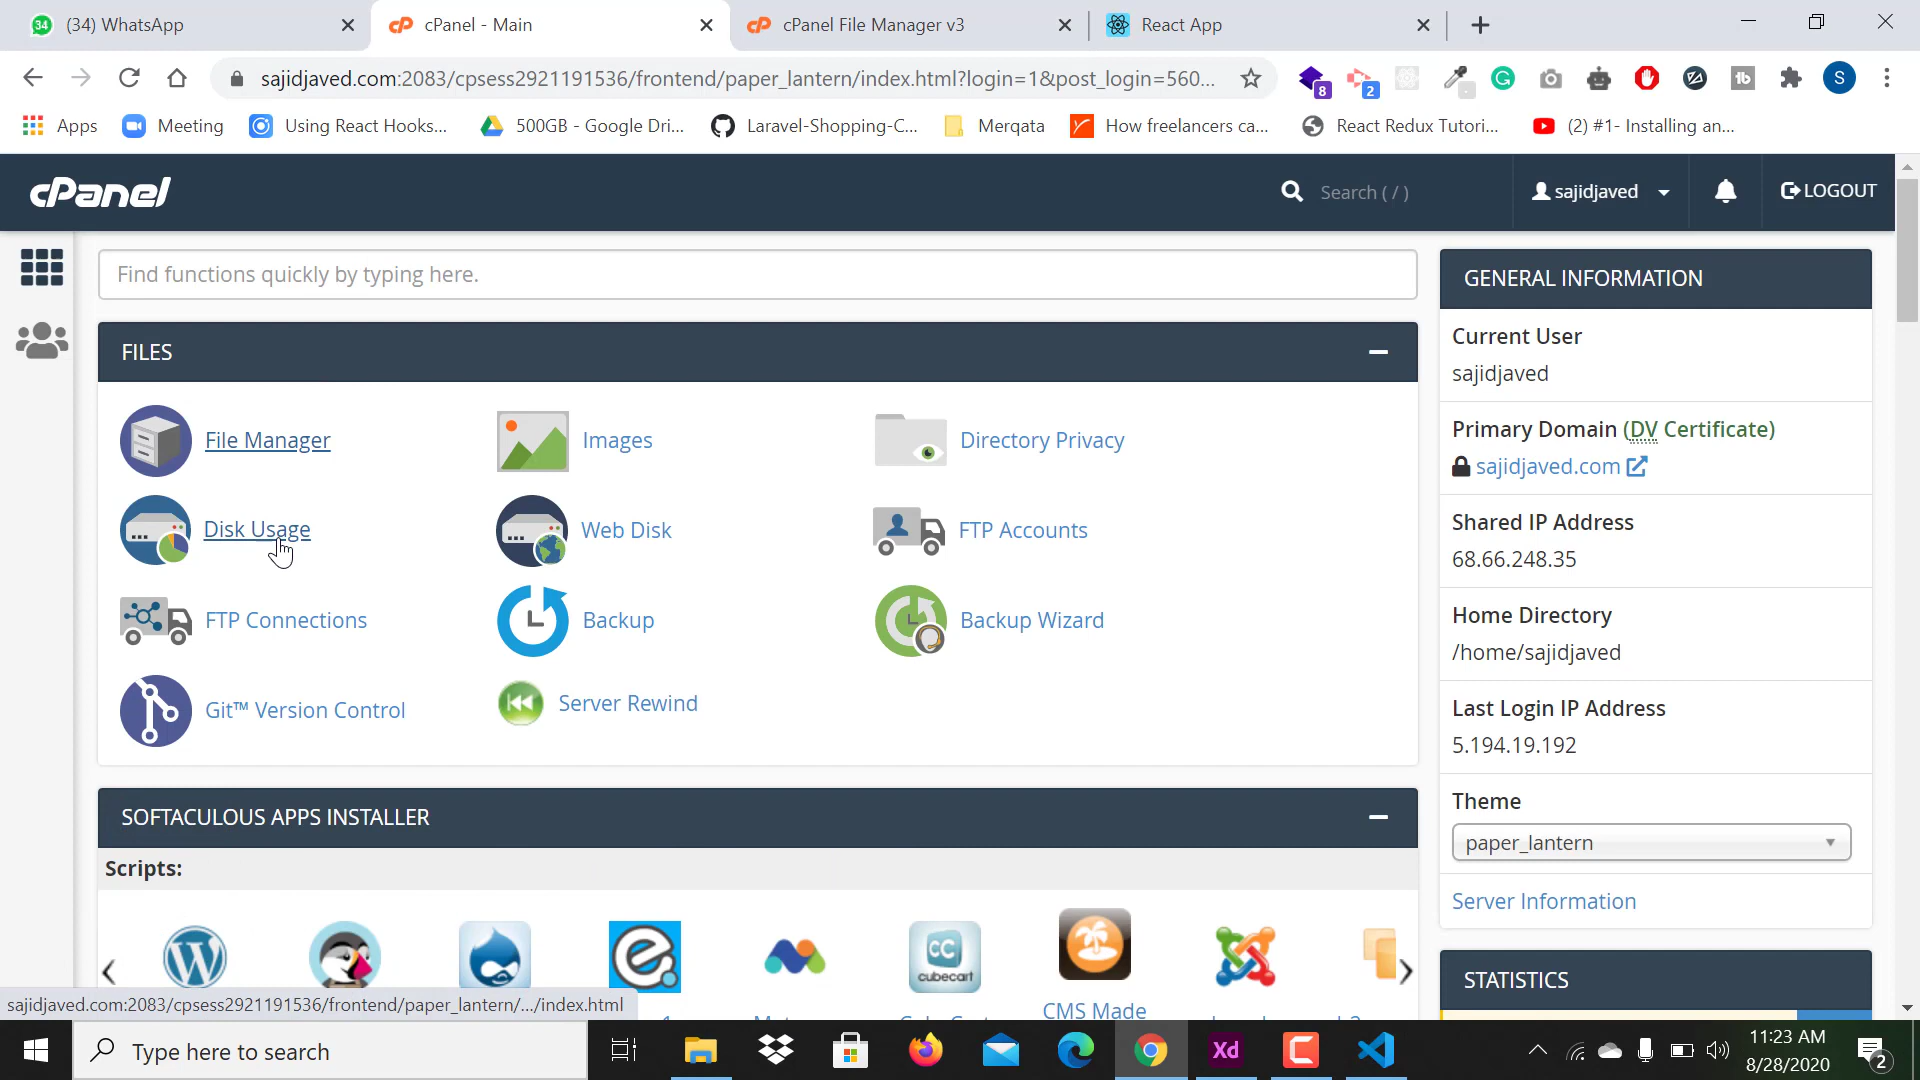 34
(34) WhatsApp
cPanel - Main
cPanel File Manager v3
React App
sajidjaved.com:2083/cpsess2921191536/frontend/paper_lantern/index.html?login=1&post_login=560...
8
2
S
Apps
Meeting
Using React Hooks...
500GB - Google Dri...
Laravel-Shopping-C...
Merqata
How freelancers ca...
React Redux Tutori...
(2) #1- Installing an...
cPanel
Search ( / )
sajidjaved
LOGOUT
Find functions quickly by typing here.
FILES
File Manager
Images
Directory Privacy
Disk Usage
Web Disk
FTP Accounts
FTP Connections
Backup
Backup Wizard
Git™ Version Control
Server Rewind
SOFTACULOUS APPS INSTALLER
Scripts:
CC
cubecart
CMS Made
GENERAL INFORMATION
Current User
sajidjaved
Primary Domain (DV Certificate)
sajidjaved.com
Shared IP Address
68.66.248.35
Home Directory
/home/sajidjaved
Last Login IP Address
5.194.19.192
Theme
paper_lantern
Server Information
STATISTICS
sajidjaved.com:2083/cpsess2921191536/frontend/paper_lantern/.../index.html
Type here to search
Xd
11:23 AM
8/28/2020
2